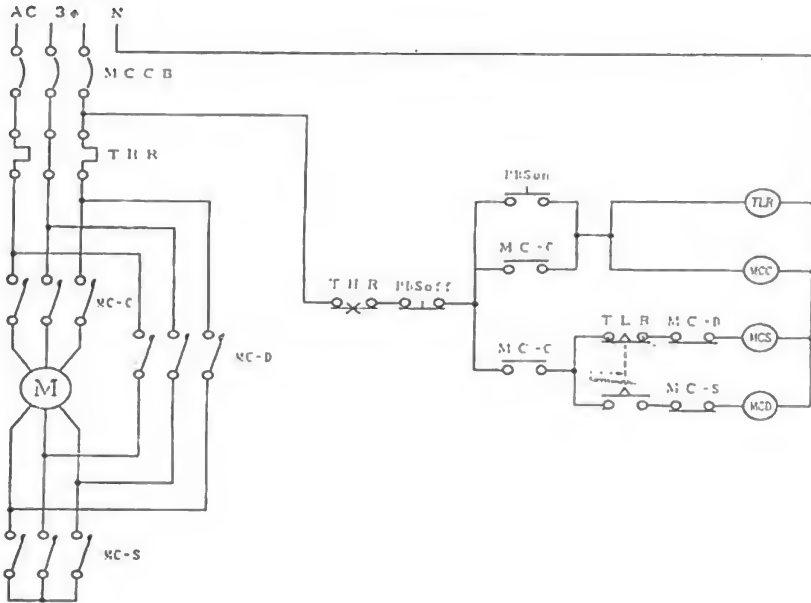 AC 3ϕ N
MCCB
THR
PBSon
TLR
MC-C
MCC
MC-C
THR PBSoff
MC-C
TLR MC-D
MCS
MC-D
M
MC-S
MCD
MC-S